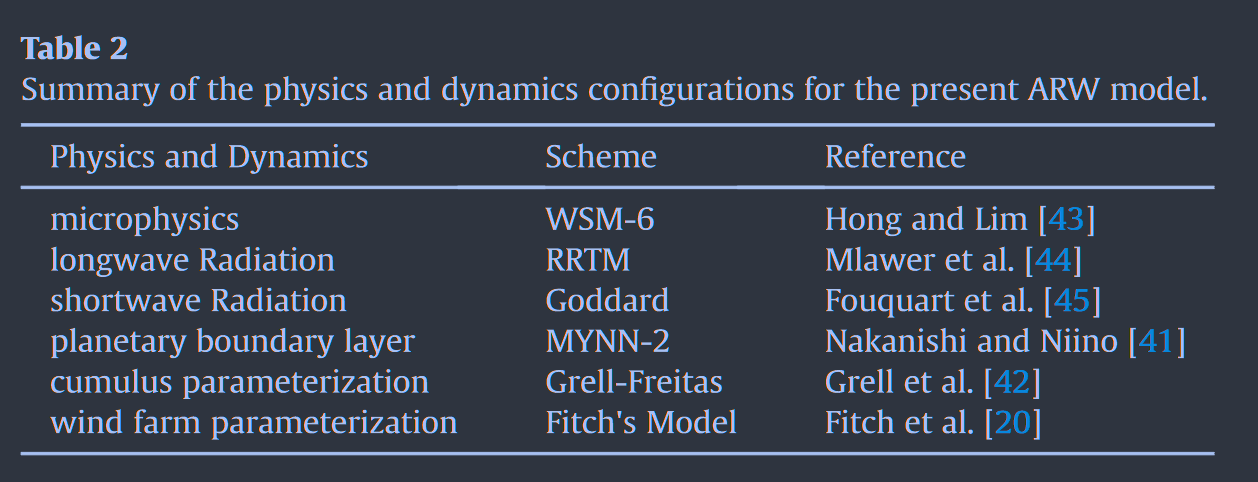 Table 2
Summary of the physics and dynamics configurations for the present ARW model.
Physics and Dynamics Scheme Reference
microphysics WSM-6 Hong and Lim [43]
longwave Radiation RRTM Mlawer et al. [44]
shortwave Radiation Goddard Fouquart et al. [45]
planetary boundary layer MYNN-2 Nakanishi and Niino [41]
cumulus parameterization Grell-Freitas Grell et al. [42]
wind farm parameterization Fitch's Model Fitch et al. [20]